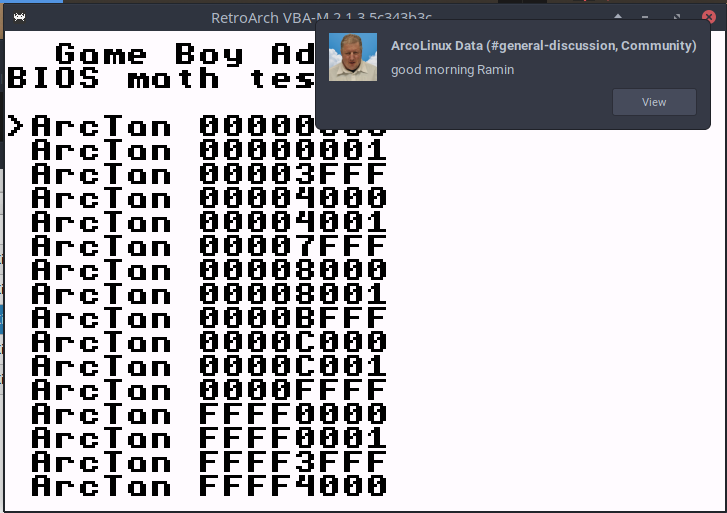 RetroArch VBA-M 2.1.3 5c343b3c
ArcoLinux Data (#general-discussion, Community)
good morning Ramin
View
Game Boy Ad
BIOS math tes
>ArcTan 00000000
ArcTan 00000001
ArcTan 00003FFF
ArcTan 00004000
ArcTan 00004001
ArcTan 00007FFF
ArcTan 00008000
ArcTan 00008001
ArcTan 0000BFFF
ArcTan 0000C000
ArcTan 0000C001
ArcTan 0000FFFF
ArcTan FFFF0000
ArcTan FFFF0001
ArcTan FFFF3FFF
ArcTan FFFF4000